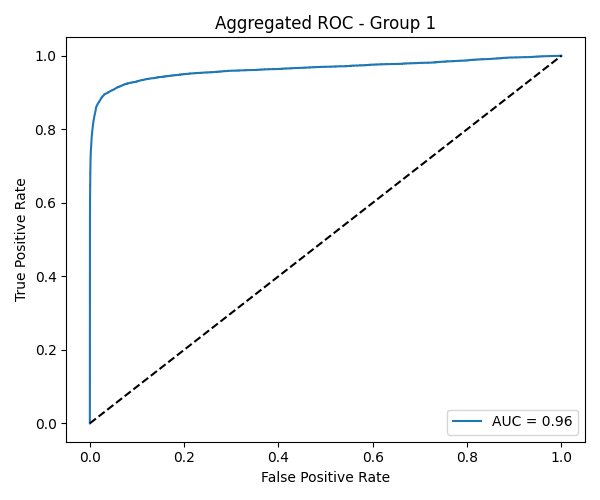 Aggregated ROC - Group 1
True Positive Rate
1.0
0.8
0.6
0.4
0.2
0.0
AUC = 0.96
0.0 0.2 0.4 0.6 0.8 1.0
False Positive Rate